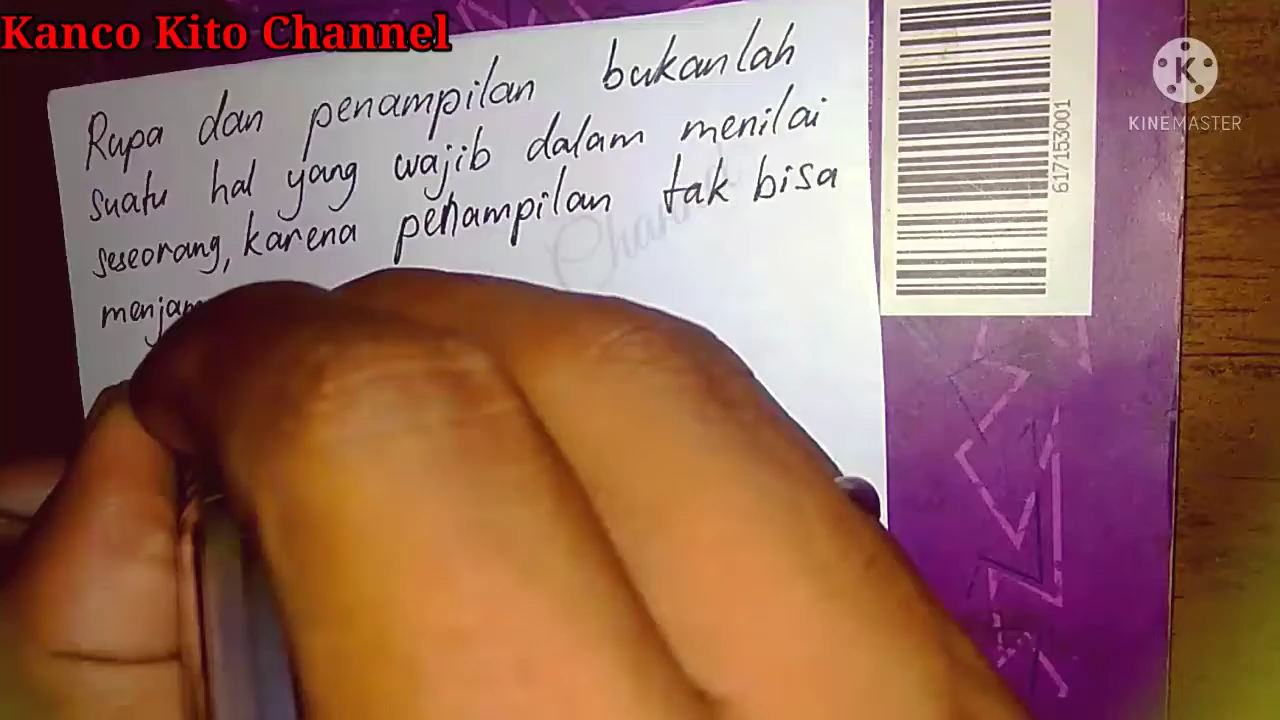 Kanco Kito Channel
Rupa dan penampilan bukanlah
suatu hal yang wajib dalam menilai
seseorang, karena penampilan tak bisa
menjam
617153001
KINEMASTER